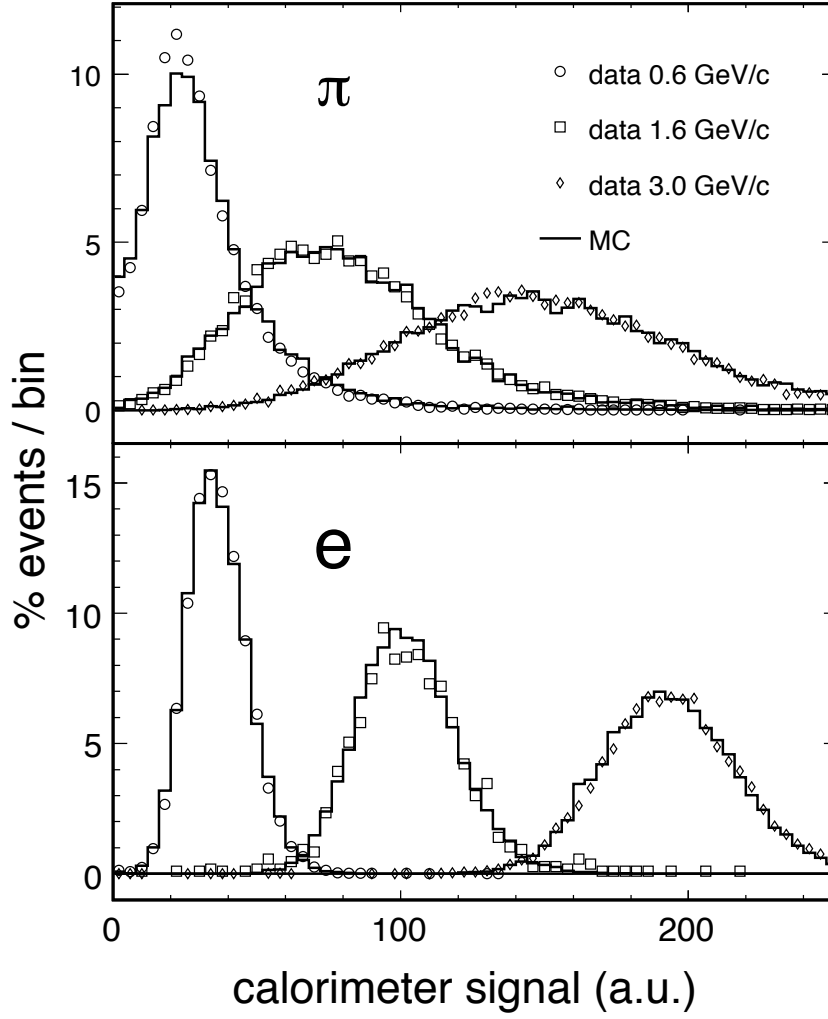 π
data 0.6 GeV/c
data 1.6 GeV/c
data 3.0 GeV/c
MC
10
5
0
% events / bin
e
15
10
5
0
0 100 200
calorimeter signal (a.u.)